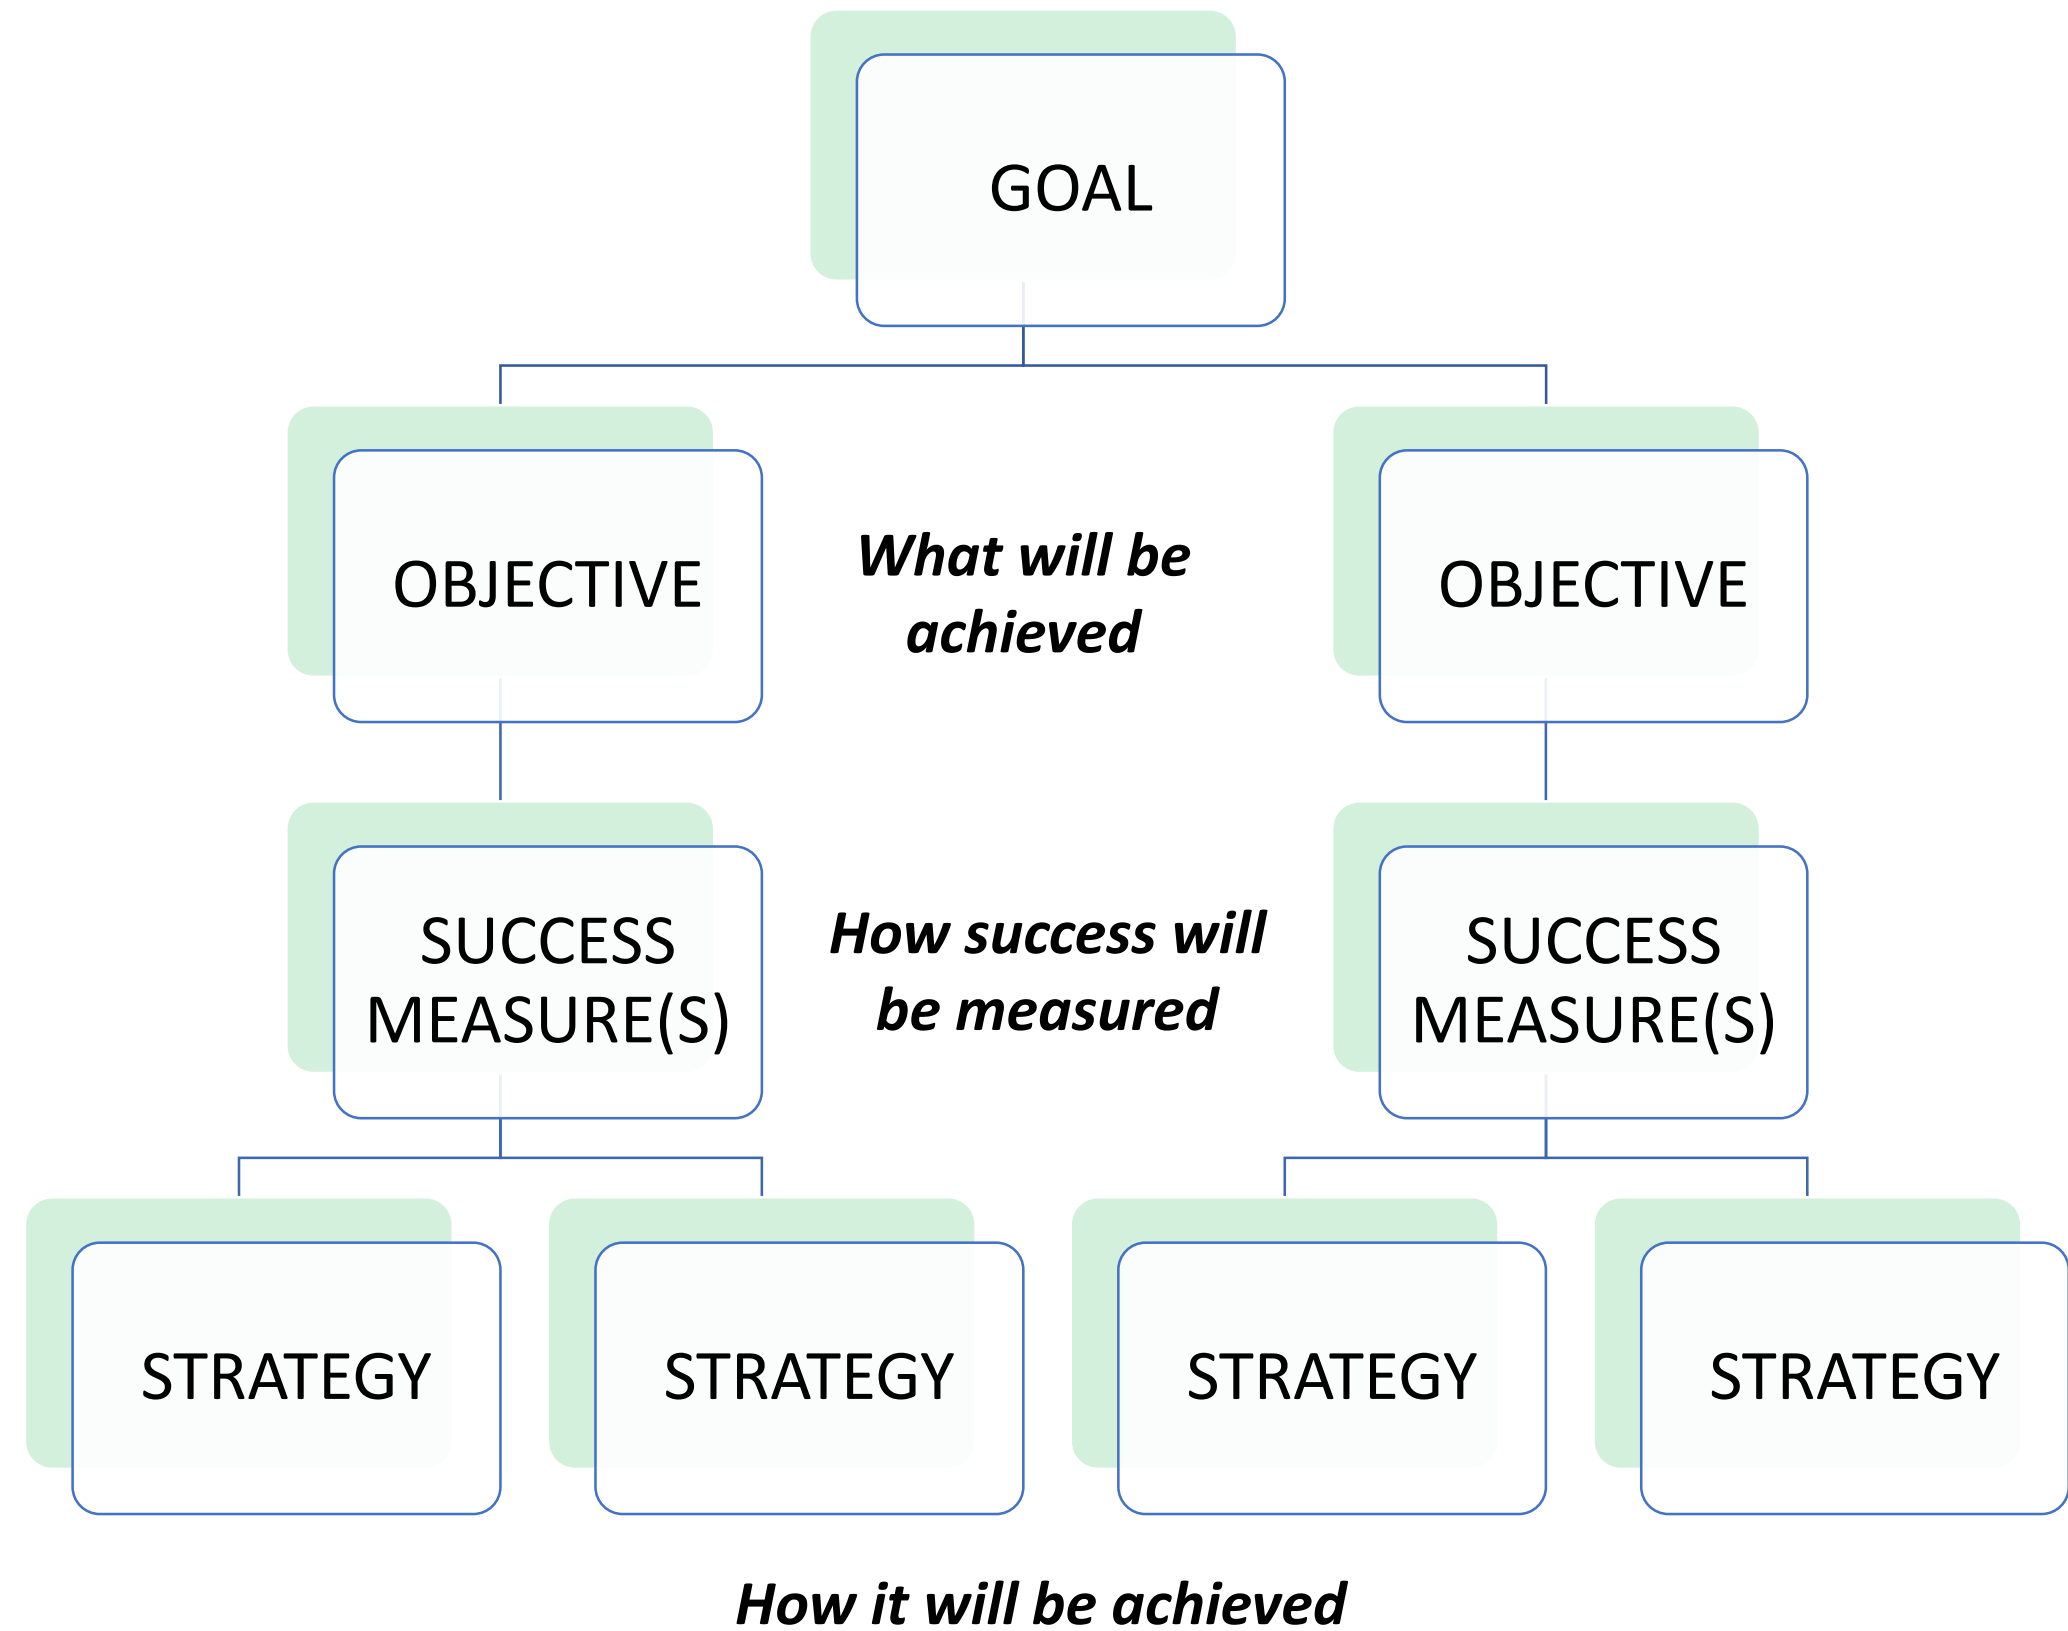 GOAL
OBJECTIVE
What will be
achieved
OBJECTIVE
SUCCESS
MEASURE(S)
How success will
be measured
SUCCESS
MEASURE(S)
STRATEGY
STRATEGY
STRATEGY
STRATEGY
How it will be achieved